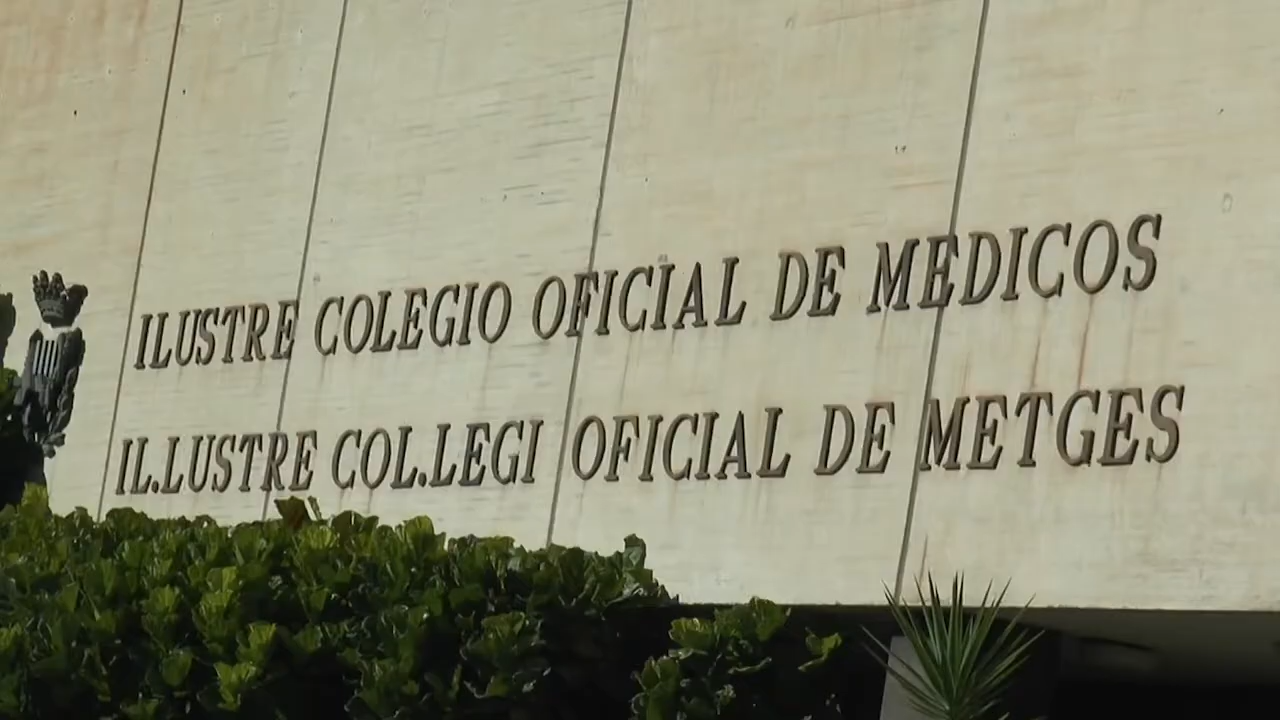 ILUSTRE COLEGIO OFICIAL DE MEDICOS
IL.LUSTRE COL.LEGI OFICIAL DE METGES